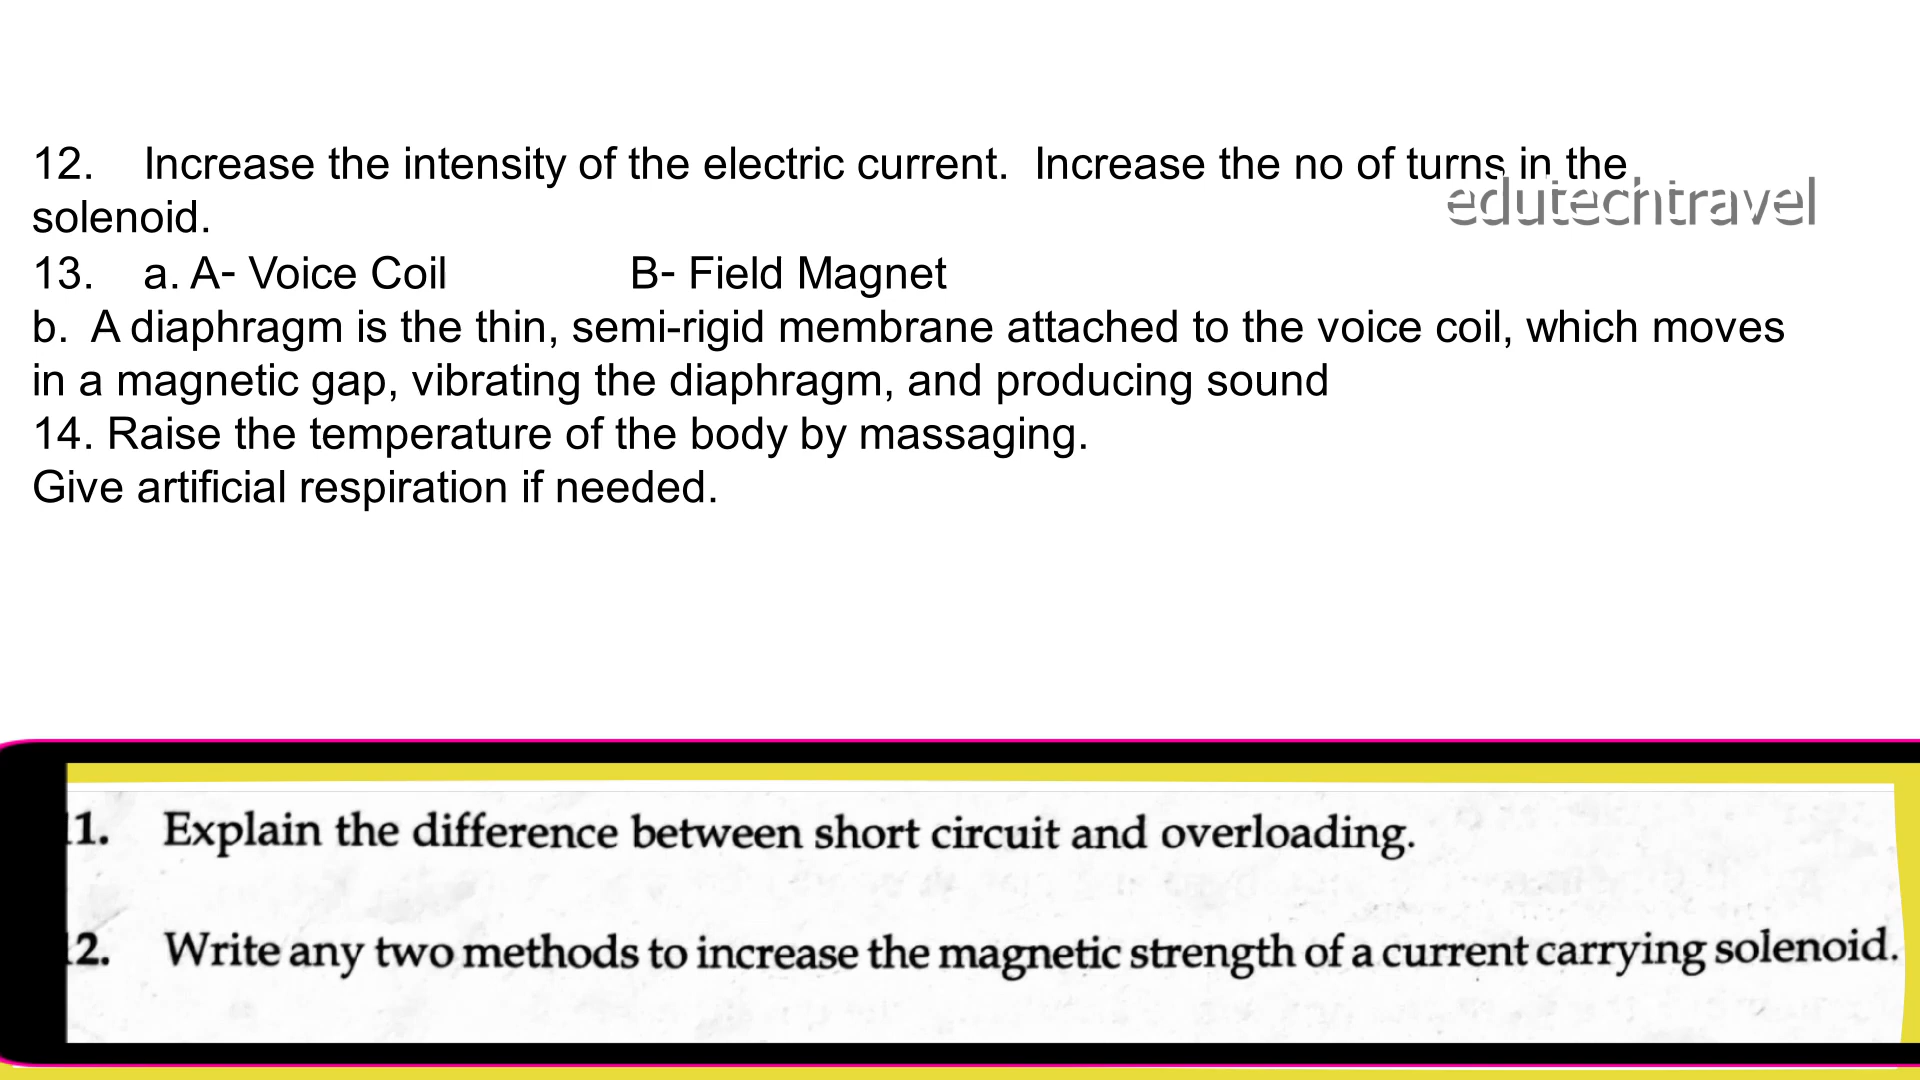 12. Increase the intensity of the electric current. Increase the no of turns in the
edutechtravel
solenoid.
13. a. A- Voice Coil B- Field Magnet
b. A diaphragm is the thin, semi-rigid membrane attached to the voice coil, which moves
in a magnetic gap, vibrating the diaphragm, and producing sound
14. Raise the temperature of the body by massaging.
Give artificial respiration if needed.
11. Explain the difference between short circuit and overloading.
12. Write any two methods to increase the magnetic strength of a current carrying solenoid.